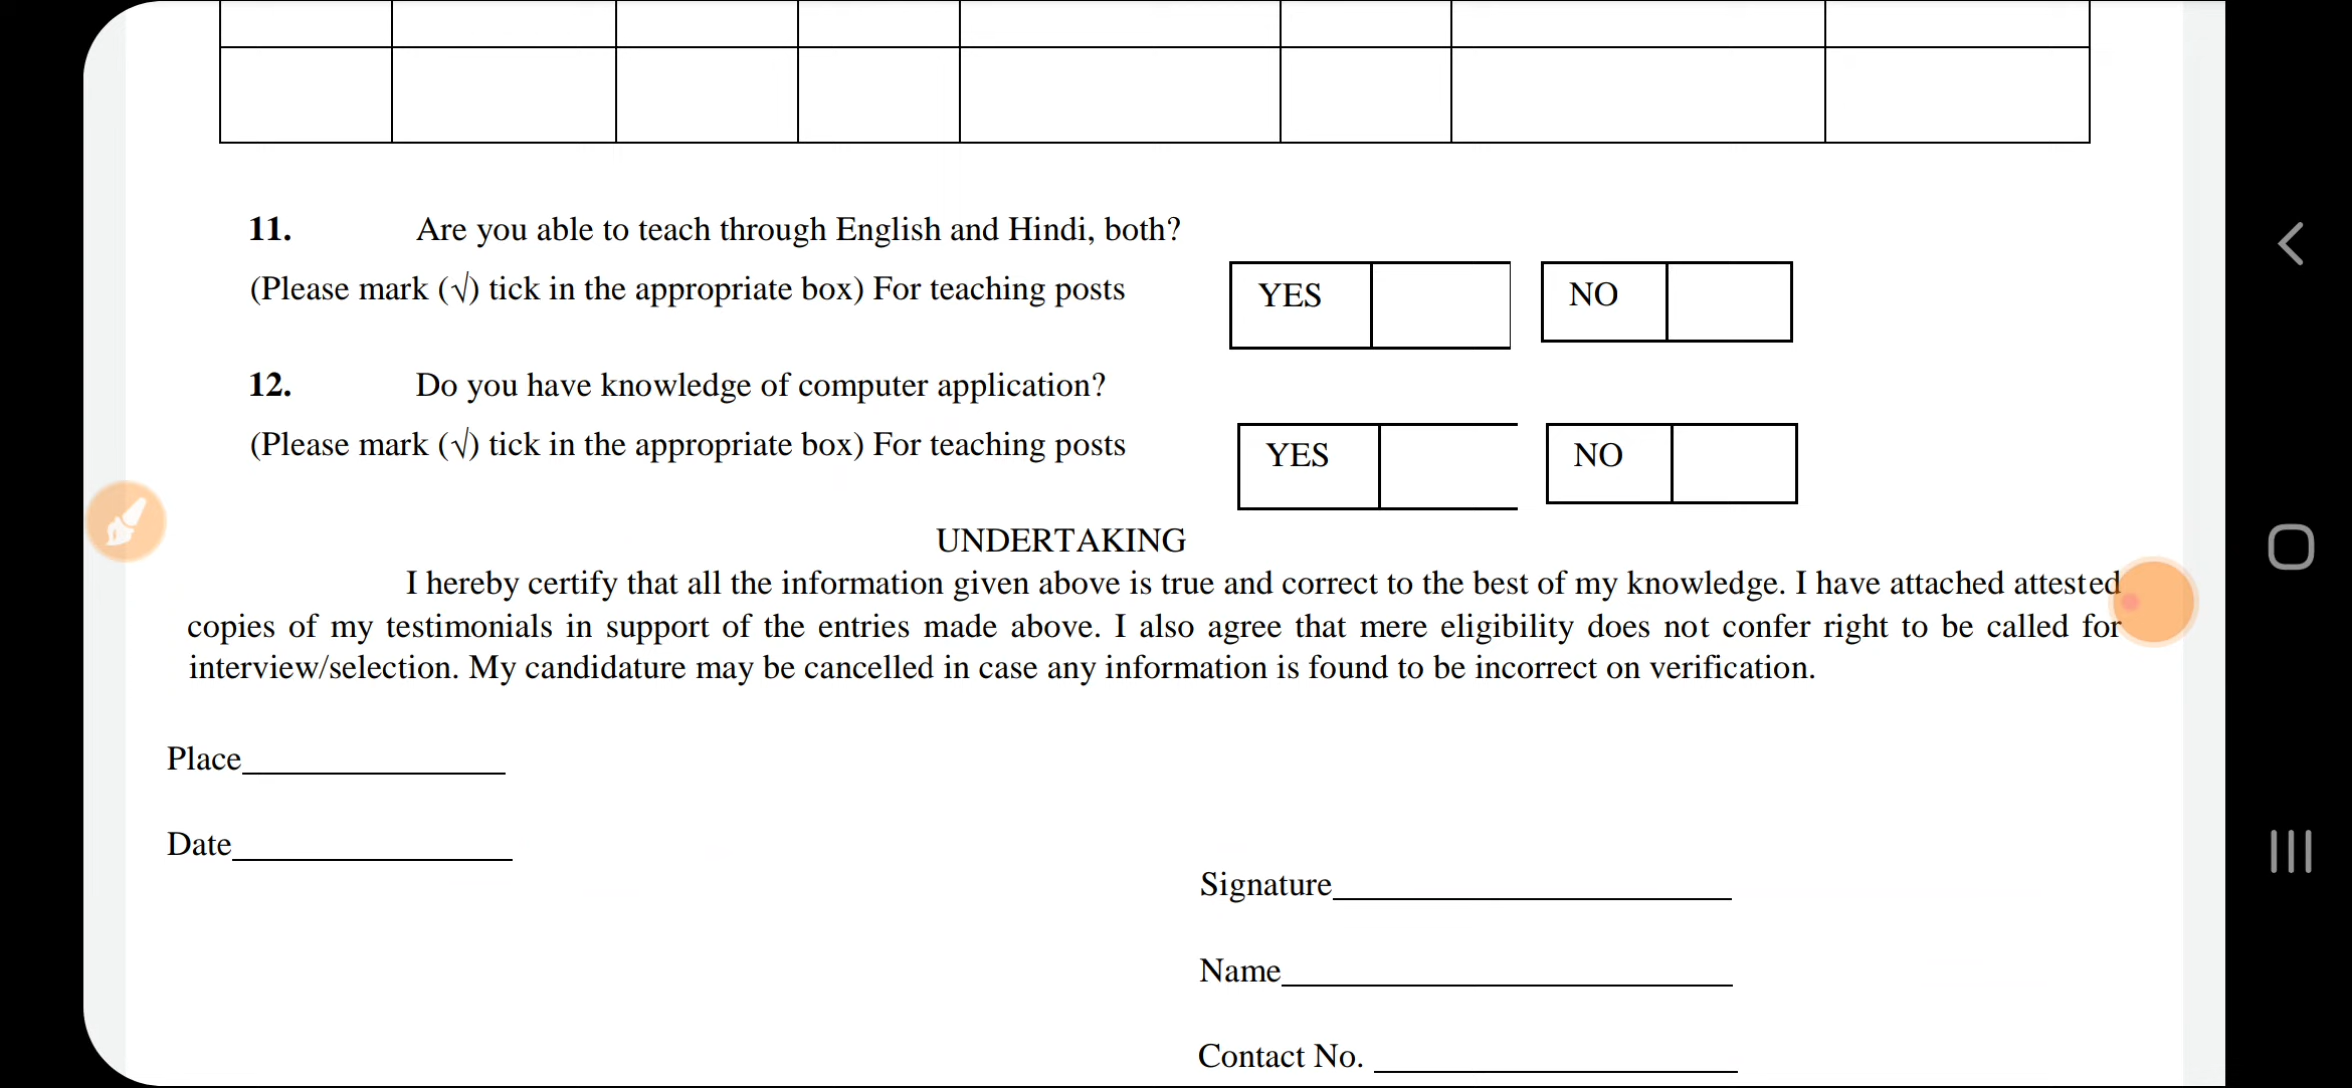 11. Are you able to teach through English and Hindi, both?
(Please mark (√) tick in the appropriate box) For teaching posts YES NO
12. Do you have knowledge of computer application?
(Please mark (√) tick in the appropriate box) For teaching posts YES NO
UNDERTAKING
I hereby certify that all the information given above is true and correct to the best of my knowledge. I have attached attested
copies of my testimonials in support of the entries made above. I also agree that mere eligibility does not confer right to be called for
interview/selection. My candidature may be cancelled in case any information is found to be incorrect on verification.
Place_______________
Date________________
Signature_______________________
Name__________________________
Contact No. _____________________